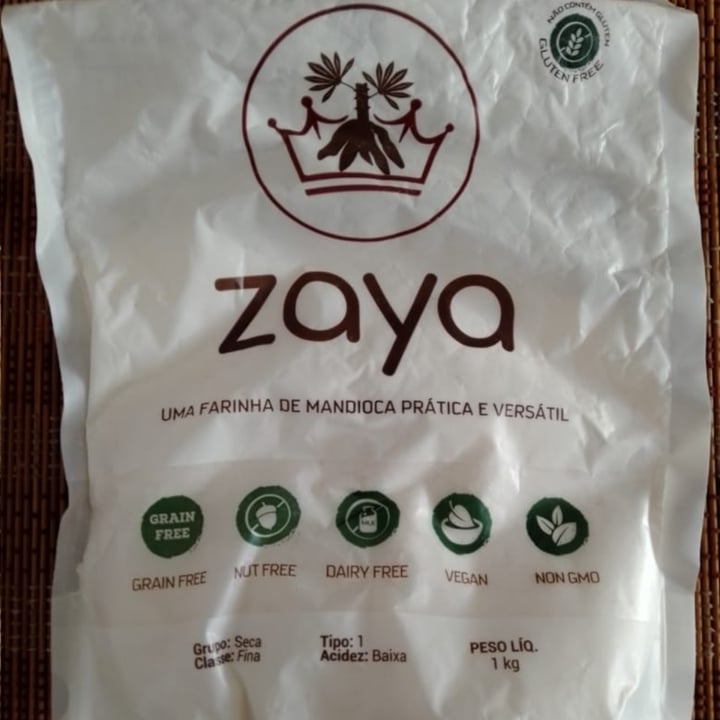 NÃO CONTÉM GLUTEN
GLUTEN FREE
zaya
UMA FARINHA DE MANDIOCA PRÁTICA E VERSÁTIL
GRAIN
FREE
MILK
GRAIN FREE
NUT FREE
DAIRY FREE
VEGAN
NON GMO
Grupo: Seca
Classe: Fina
Tipo: 1
Acidez: Baixa
PESO LÍQ.
1 kg